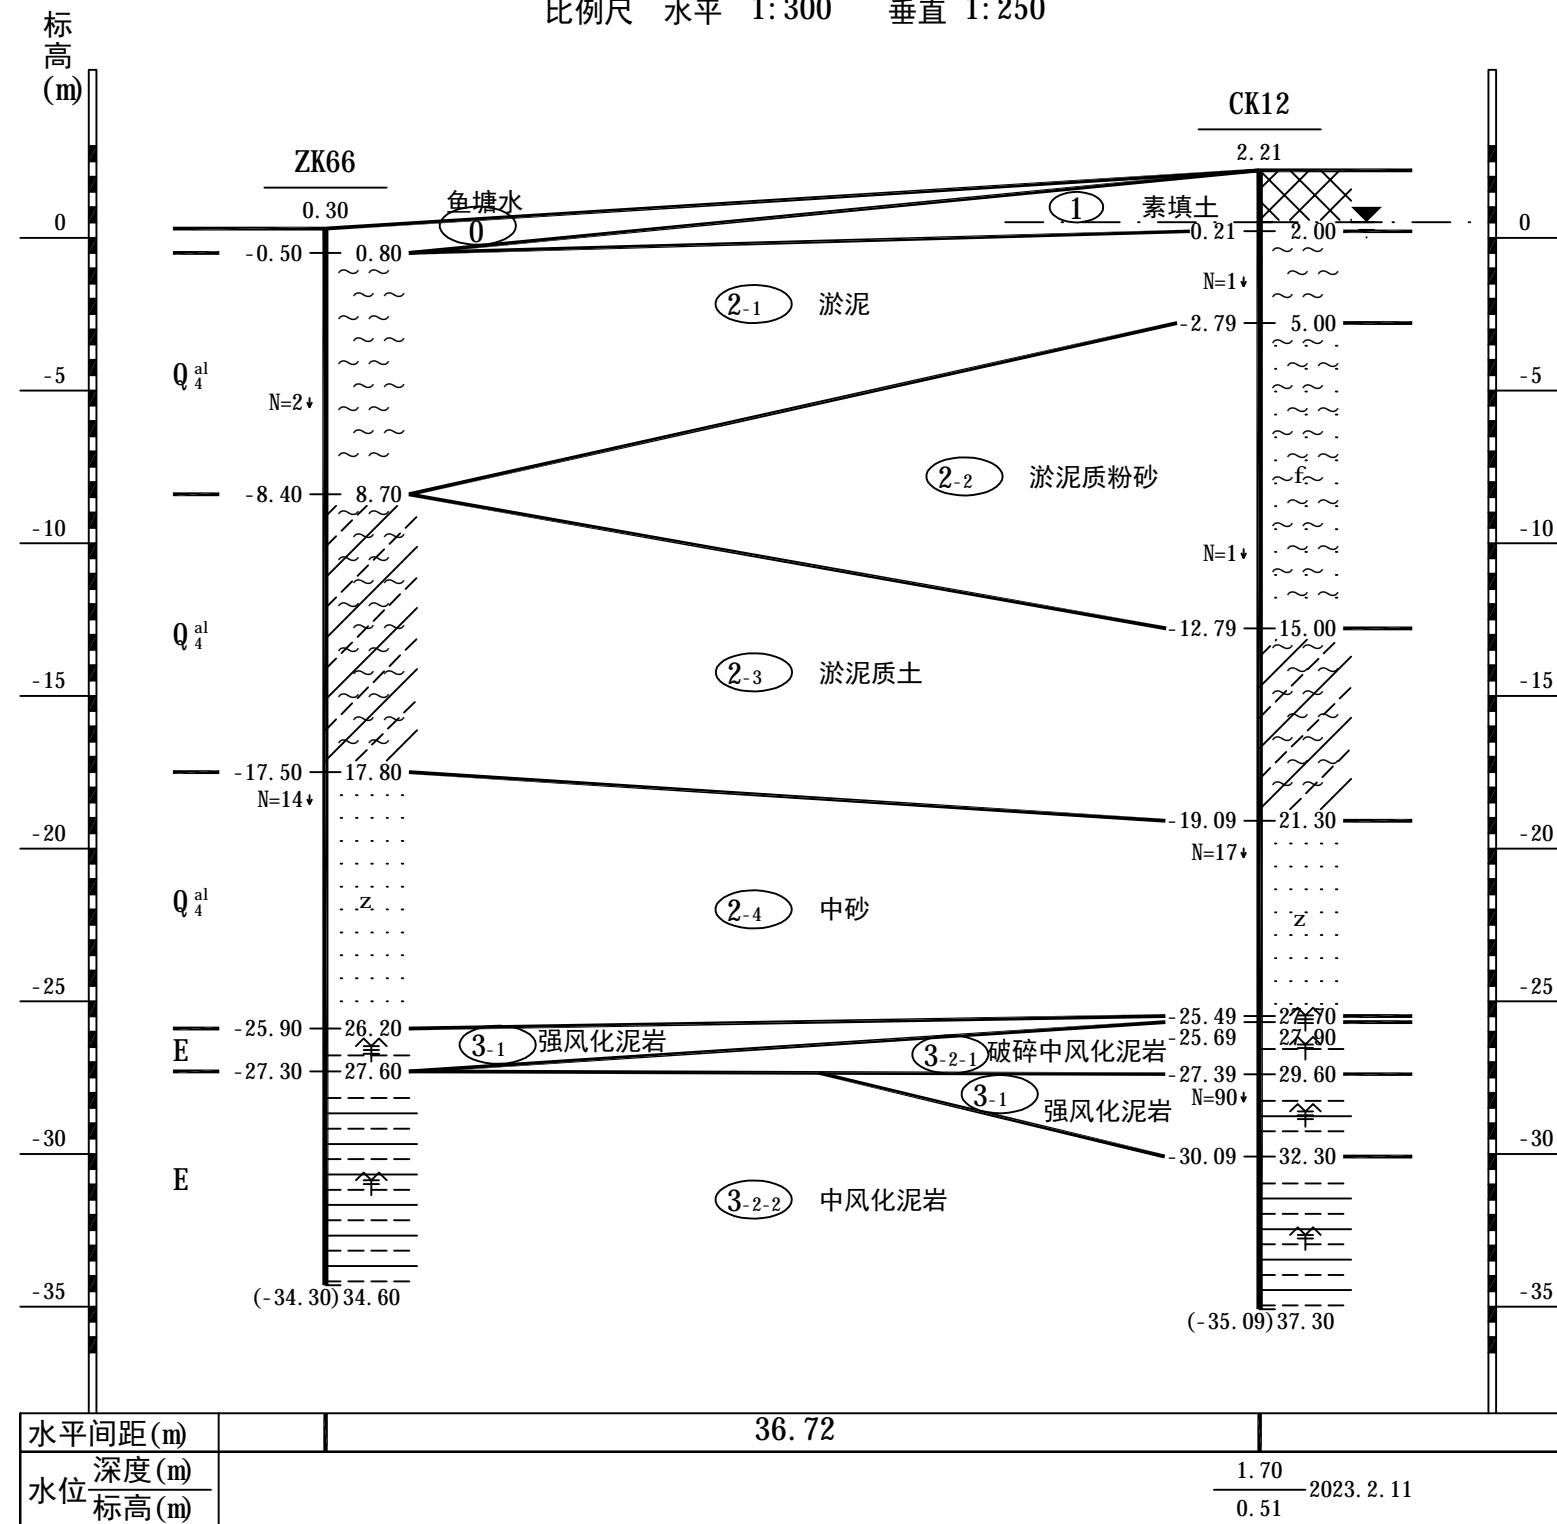 比例尺 水平 1:300 垂直 1:250
标高(m)
CK12
2.21
ZK66
0.30
鱼塘水
0
1 素填土
0
0
-0.50 0.80
0.21 2.00
N=1
2-1 淤泥
-2.79 5.00
Q4al
-5
-5
N=2
2-2 淤泥质粉砂
f
-8.40 8.70
-10
-10
N=1
-12.79 15.00
Q4al
2-3 淤泥质土
-15
-15
-17.50 17.80
N=14
-19.09 21.30
-20
-20
N=17
Q4al
z
2-4 中砂
z
-25
-25
-25.90 26.20
-25.49 27.70
E
3-1 强风化泥岩
-25.69 27.90
3-2-1 破碎中风化泥岩
-27.30 27.60
-27.39 29.60
3-1 强风化泥岩
N=90
-30
-30
-30.09 32.30
E
3-2-2 中风化泥岩
-35
-35
(-34.30) 34.60
(-35.09) 37.30
水平间距(m) 36.72
水位 深度(m) 1.70
标高(m) 0.51
2023.2.11